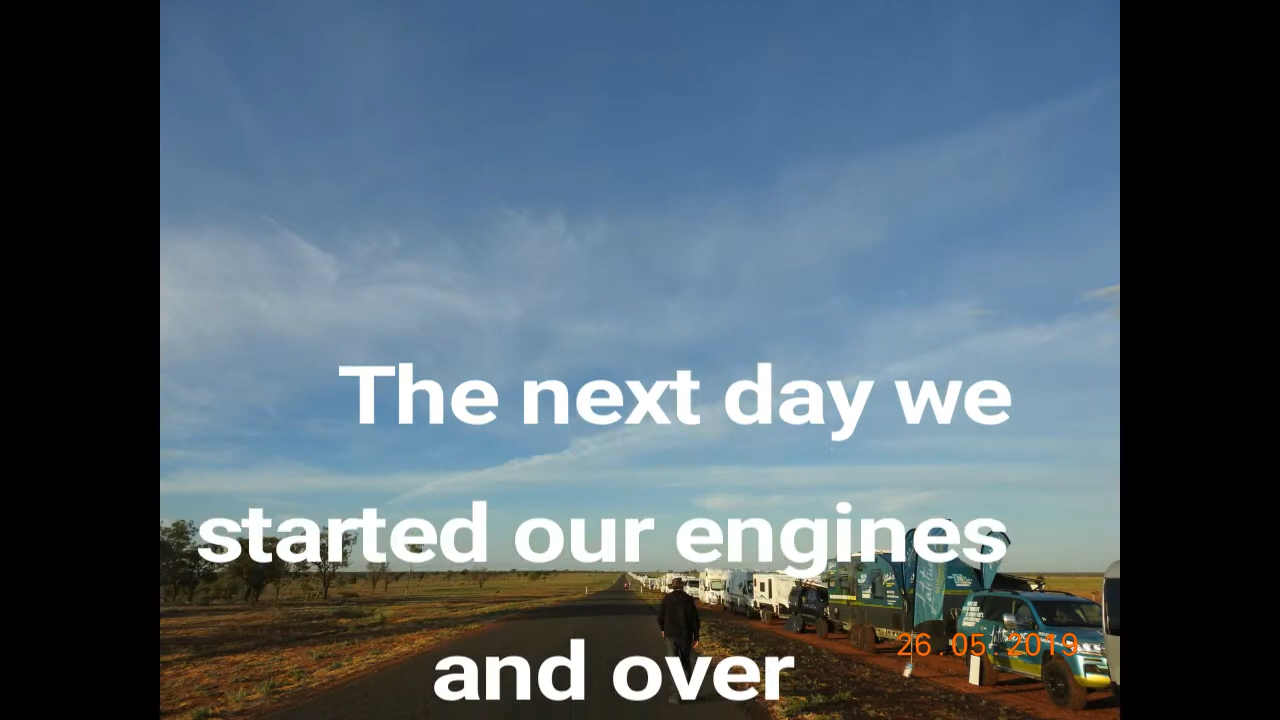 The next day we
started our engines
and over
26.05.2019